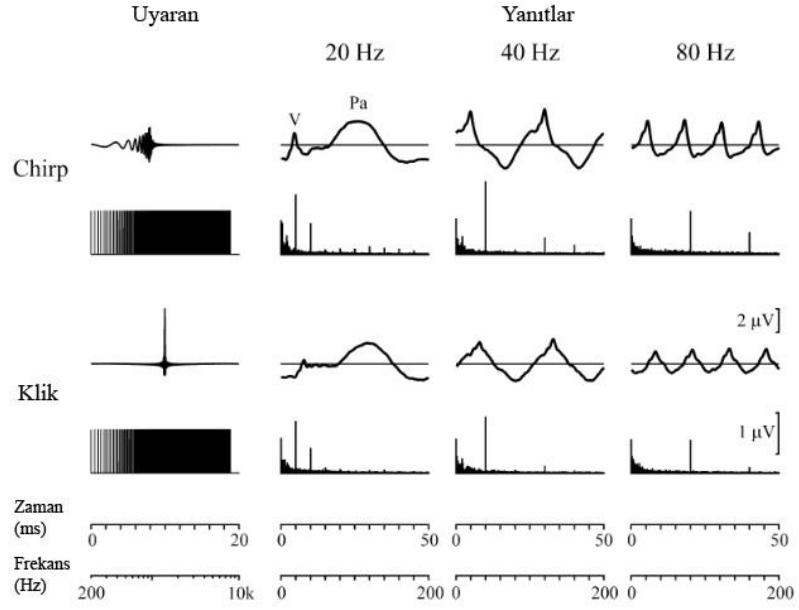 Uyaran Yanıtlar
20 Hz 40 Hz 80 Hz
V Pa
Chirp
2 µV
Klik
1 µV
Zaman
(ms)
0 20 0 50 0 50 0 50
Frekans
(Hz)
200 10k 0 200 0 200 0 200